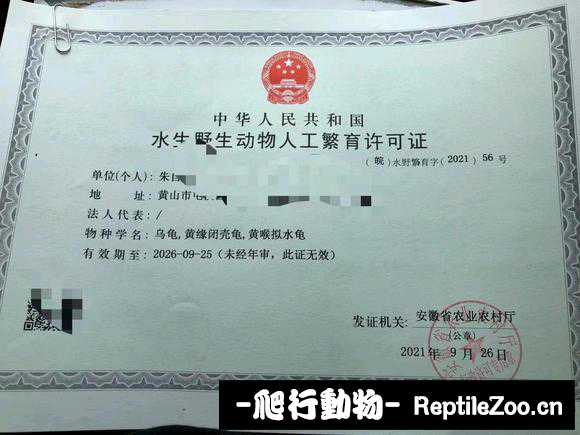 中华人民共和国
水生野生动物人工繁育许可证
(皖)水野繁育字(2021)56号
单位(个人): 朱
地 址: 黄山市屯
法人代表: /
物种学名: 乌龟,黄缘闭壳龟,黄喉拟水龟
有效期至: 2026-09-25 (未经年审,此证无效)
发证机关: 安徽省农业农村厅
(公章)
2021年 9 月 26日
-爬行動物- ReptileZoo.cn